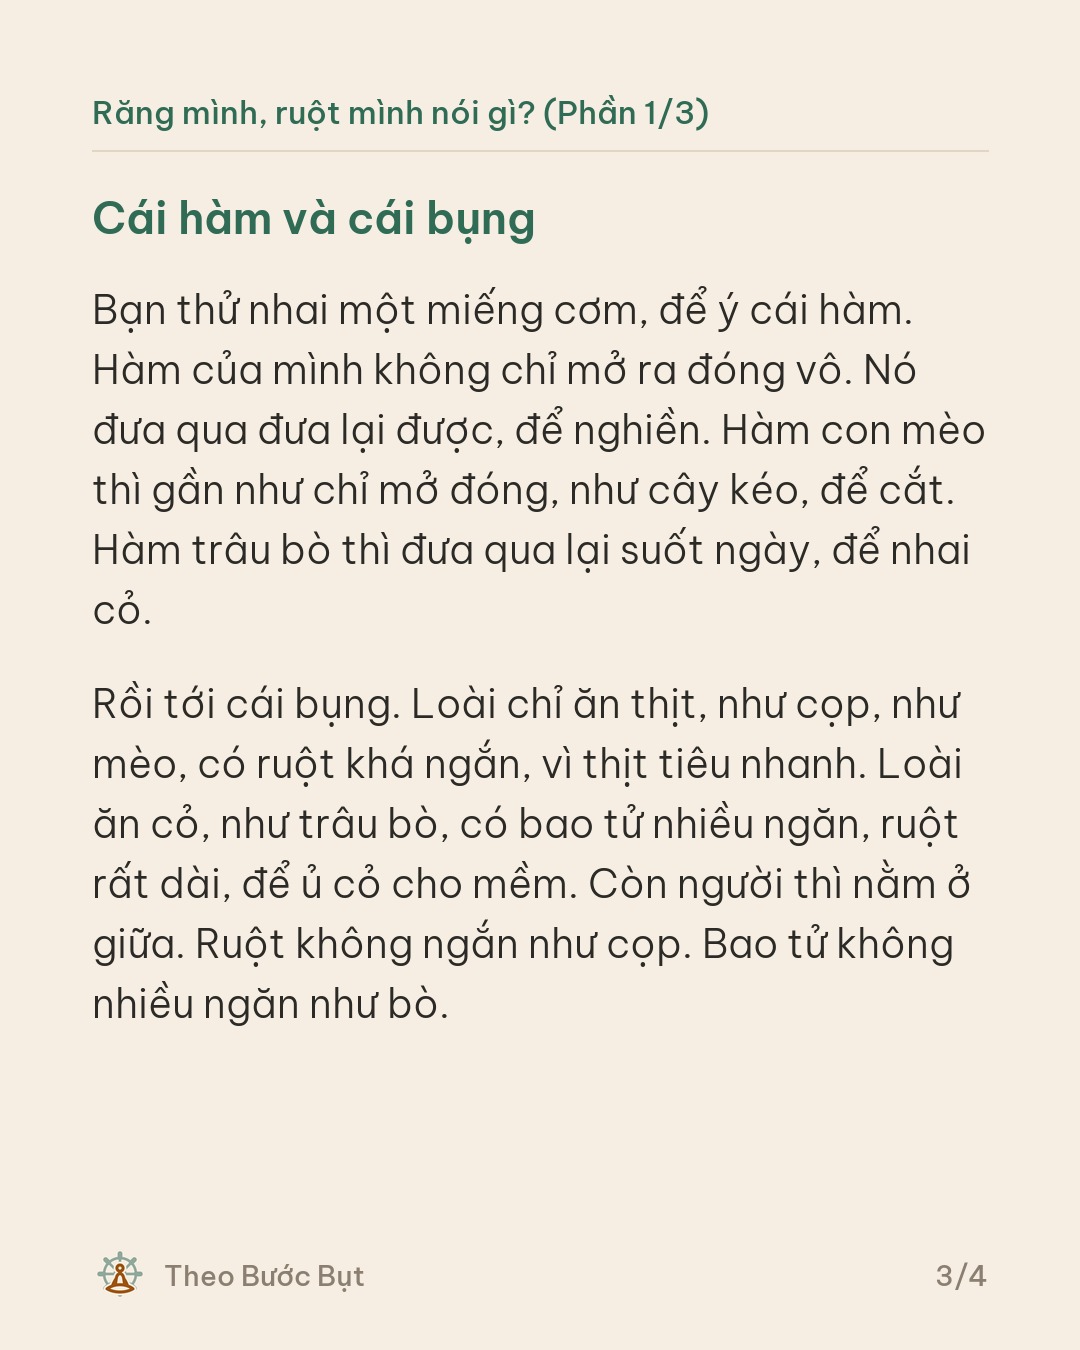 Răng mình, ruột mình nói gì? (Phần 1/3)
Cái hàm và cái bụng
Bạn thử nhai một miếng cơm, để ý cái hàm.
Hàm của mình không chỉ mở ra đóng vô. Nó
đưa qua đưa lại được, để nghiền. Hàm con mèo
thì gần như chỉ mở đóng, như cây kéo, để cắt.
Hàm trâu bò thì đưa qua lại suốt ngày, để nhai
cỏ.
Rồi tới cái bụng. Loài chỉ ăn thịt, như cọp, như
mèo, có ruột khá ngắn, vì thịt tiêu nhanh. Loài
ăn cỏ, như trâu bò, có bao tử nhiều ngăn, ruột
rất dài, để ủ cỏ cho mềm. Còn người thì nằm ở
giữa. Ruột không ngắn như cọp. Bao tử không
nhiều ngăn như bò.
Theo Bước Bụt
3/4